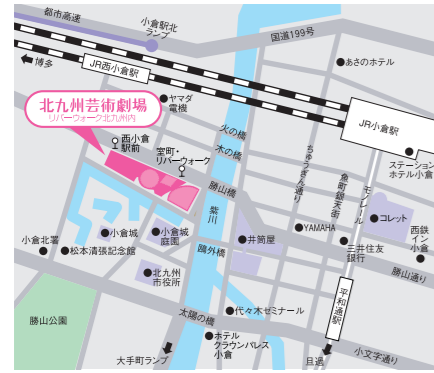 都市高速
小倉駅北
ランプ
国道199号
博多
JR西小倉駅
あさのホテル
北九州芸術劇場
リバーウォーク北九州内
ヤマダ
電機
JR小倉駅
火の橋
木の橋
西小倉
駅前
室町・
リバーウォーク
勝山橋
ちゅうぎん通り
魚町銀天街
モノレール
ステーション
ホテル小倉
紫川
コレット
小倉城
小倉城
庭園
YAMAHA
井筒屋
鴎外橋
小倉北署
松本清張記念館
三井住友
銀行
西鉄
イン
小倉
勝山通り
北九州
市役所
平和通駅
勝山公園
太陽の橋
代々木ゼミナール
ホテル
クラウンパレス
小倉
大手町ランプ
旦過
小文字通り